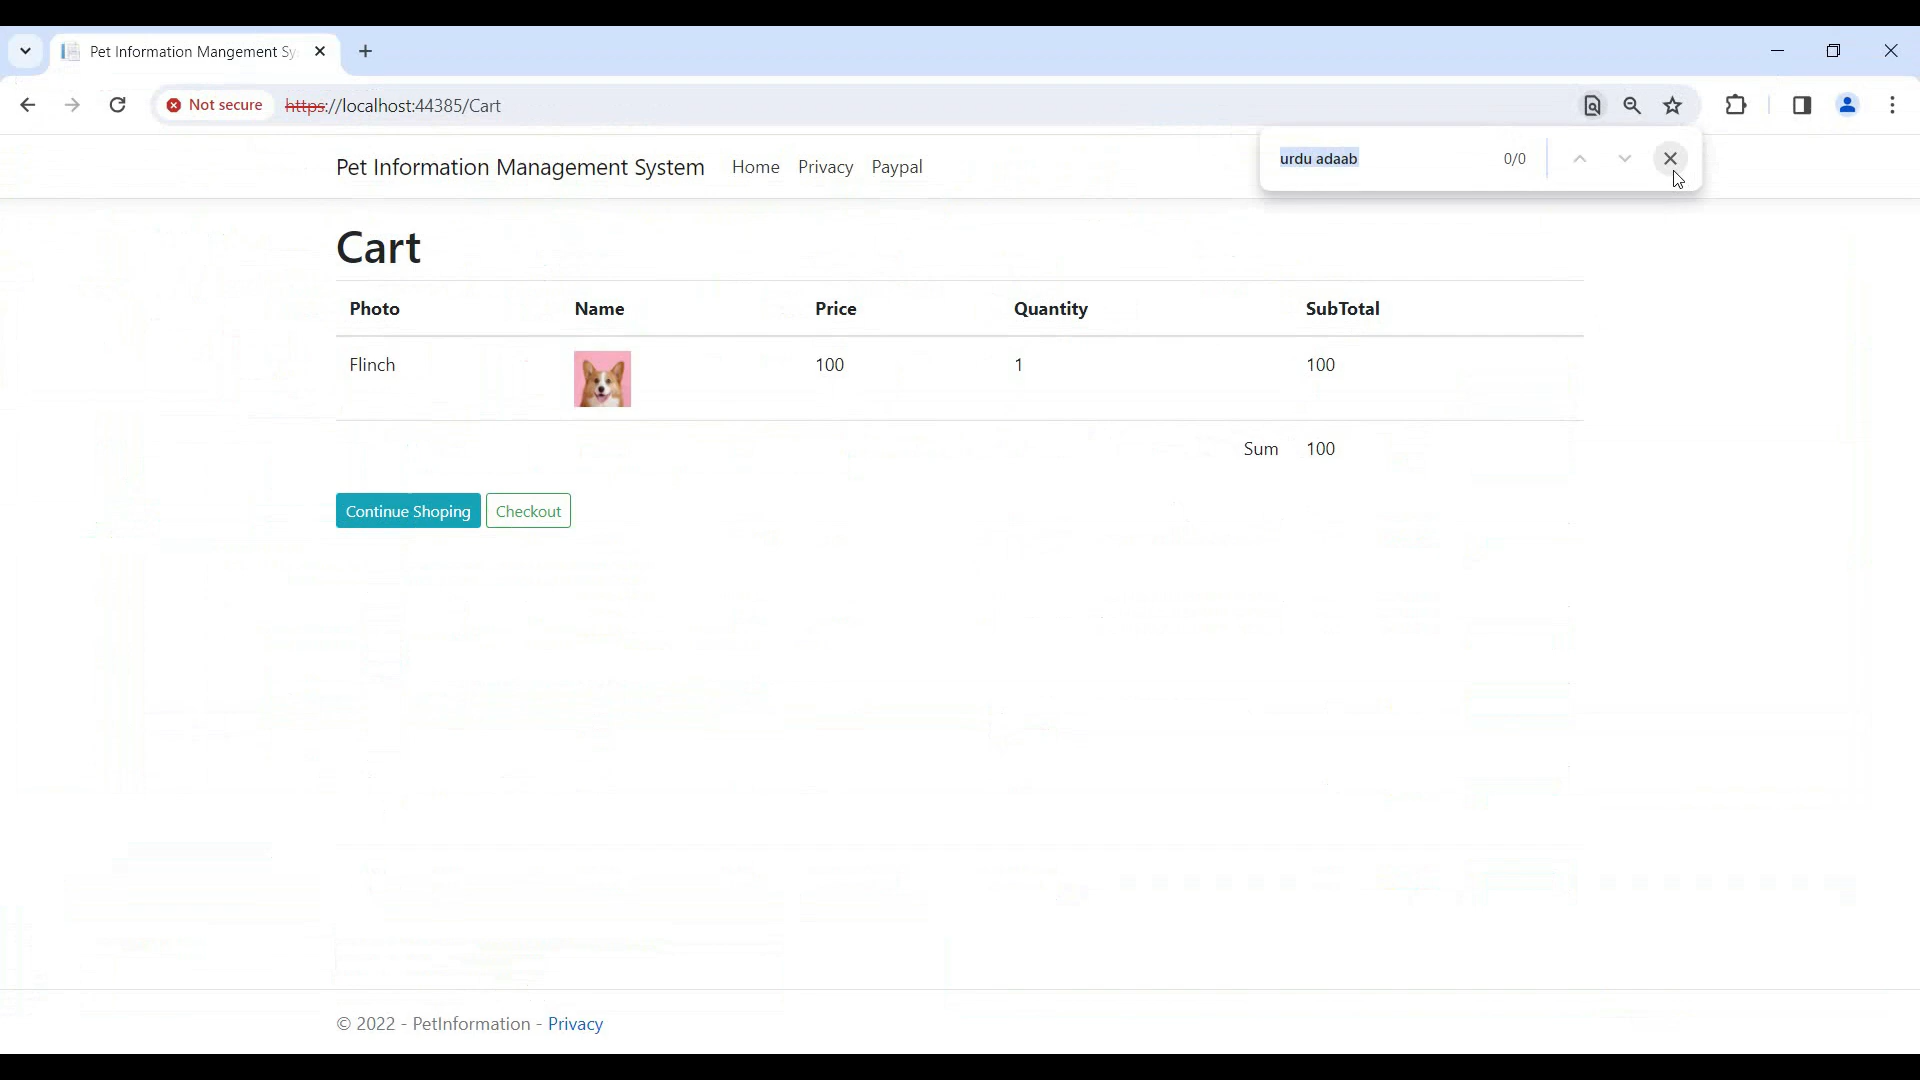 Pet Information Mangement Sy
Not secure https://localhost:44385/Cart
urdu adaab 0/0
Pet Information Management System Home Privacy Paypal
Cart
Photo Name Price Quantity SubTotal
Flinch 100 1 100
Sum 100
Continue Shoping Checkout
© 2022 - PetInformation - Privacy